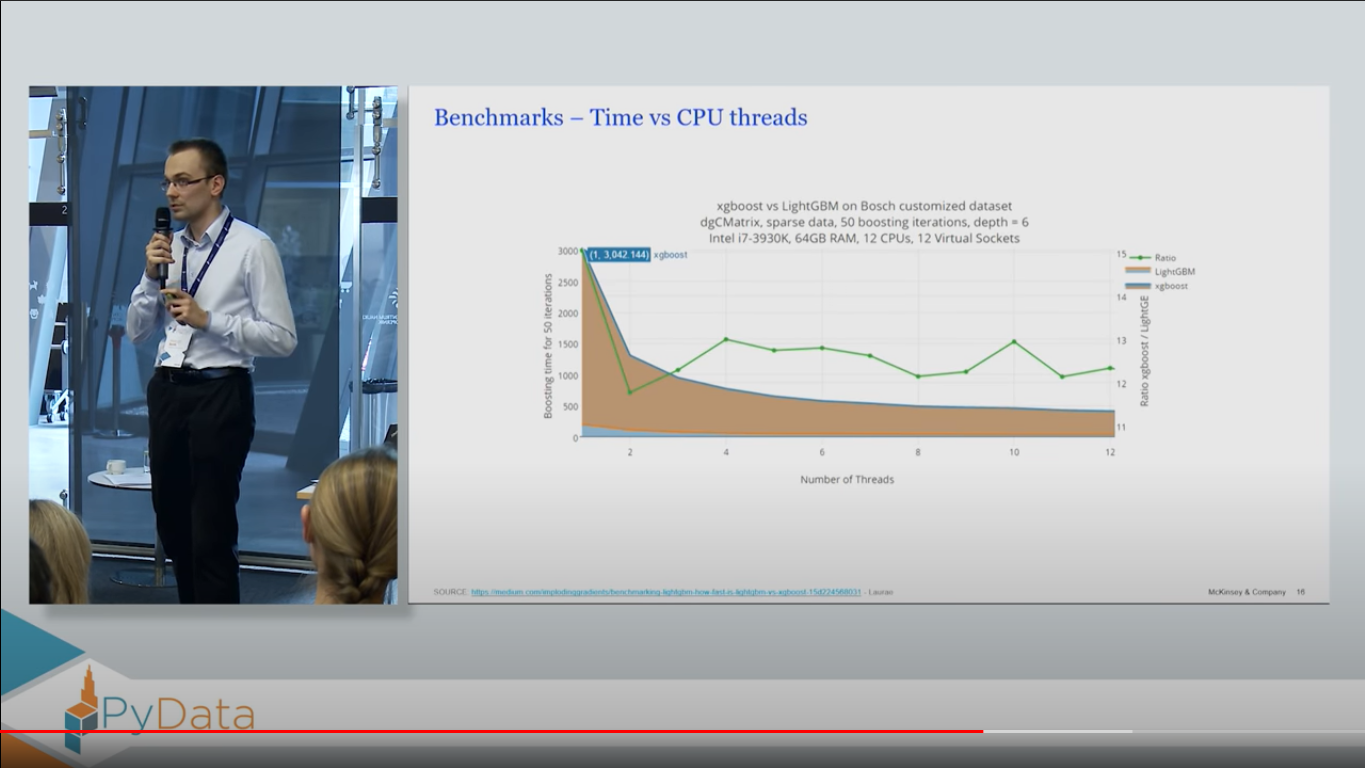 Benchmarks – Time vs CPU threads
xgboost vs LightGBM on Bosch customized dataset
dgCMatrix, sparse data, 50 boosting iterations, depth = 6
Intel i7-3930K, 64GB RAM, 12 CPUs, 12 Virtual Sockets
(1, 3,042.144) xgboost
Boosting time for 50 iterations
3000
2500
2000
1500
1000
500
0
2 4 6 8 10 12
Number of Threads
15
14
13
12
11
Ratio xgboost / LightGE
Ratio
LightGBM
xgboost
SOURCE: https://medium.com/implodinggradients/benchmarking-lightgbm-how-fast-is-lightgbm-vs-xgboost-15d224568031 - Laurae
McKinsey & Company 16
2
PyData